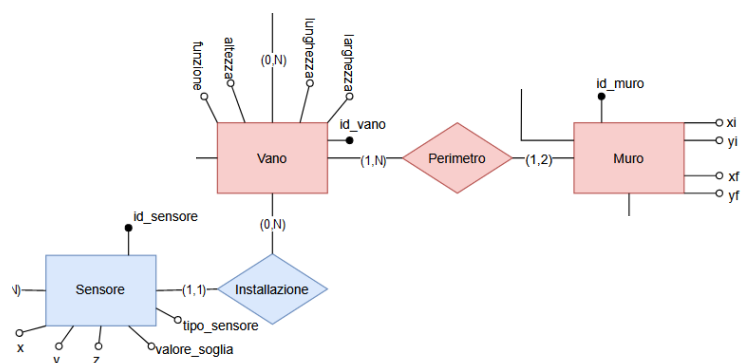 funzione
altezza
(0,N)
lunghezza
larghezza
id_vano
id_muro
Vano
(1,N)
Perimetro
(1,2)
Muro
xi
yi
xf
yf
(0,N)
id_sensore
N)
Sensore
(1,1)
Installazione
tipo_sensore
valore_soglia
x
y
z